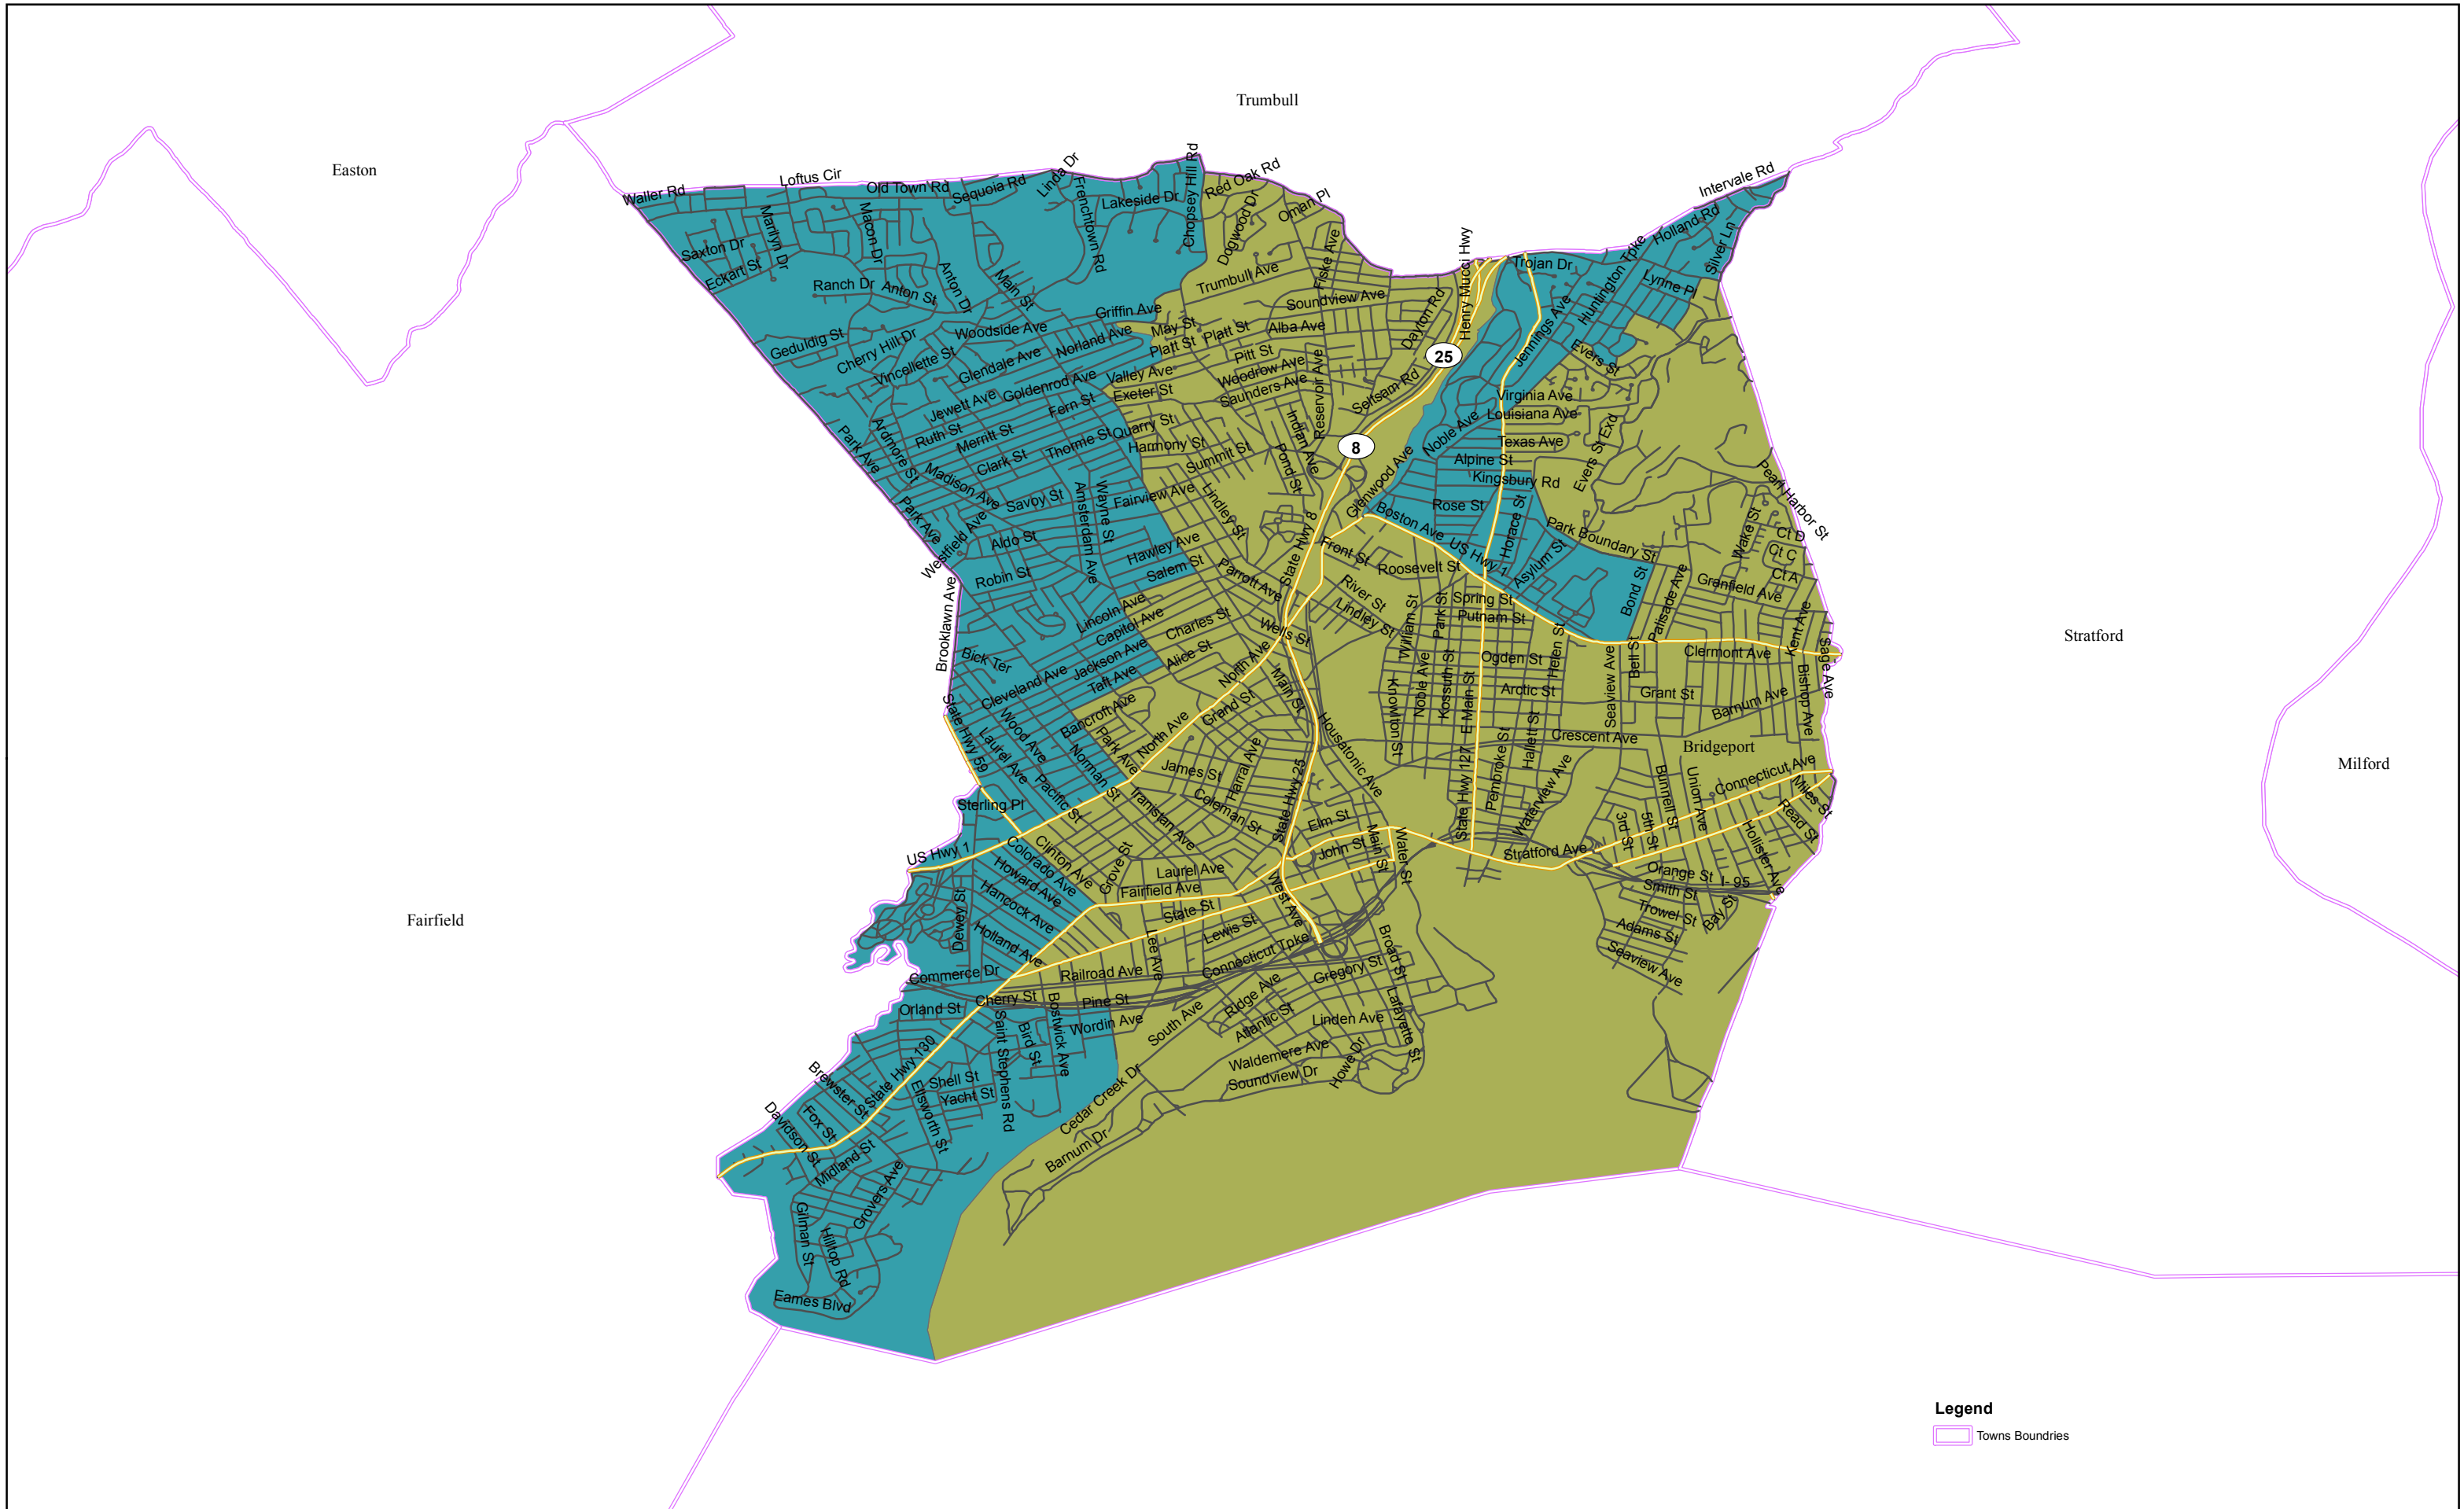 Trumbull
Easton
Intervale Rd
Loftus Cir
Linda Dr
Chopsey Hill Rd
Red Oak Rd
Waller Rd
Old Town Rd
Sequoia Rd
Frenchtown Rd
Lakeside Dr
Oman Pl
Dogwood Dr
Marilyn Dr
Macon Dr
Holland Rd
Silver Ln
Saxton Dr
Eckart St
Henry Mucci Hwy
Trojan Dr
Huntington Tpke
Lynne Pl
Fiske Ave
Trumbull Ave
Ranch Dr
Anton St
Anton Dr
Main St
Soundview Ave
Dayton Rd
Jennings Ave
Griffin Ave
May St
Platt St
Alba Ave
Geduldig St
Cherry Hill Dr
Woodside Ave
Norland Ave
Platt St
Pitt St
25
Evers St
Vincellette St
Glendale Ave
Valley Ave
Woodrow Ave
Reservoir Ave
Goldenrod Ave
Exeter St
Saunders Ave
Seltsam Rd
Virginia Ave
Jewett Ave
Fern St
Louisiana Ave
Park Ave
Ardmore St
Ruth St
Merritt St
Thorme St
Quarry St
Harmony St
Indian Ave
8
Noble Ave
Texas Ave
Evers St Exd
Clark St
Summit St
Pond St
Alpine St
Kingsbury Rd
Pearl Harbor St
Madison Ave
Savoy St
Amsterdam Ave
Wayne St
Fairview Ave
Lindley St
Glenwood Ave
Rose St
Horace St
Park Ave
Westfield Ave
Aldo St
Hawley Ave
State Hwy 8
Boston Ave
US Hwy 1
Park Boundary St
Wake St
Ct D
Ct C
Ct A
Robin St
Salem St
Parrott Ave
Front St
Roosevelt St
Asylum St
Bond St
Palisade Ave
Granfield Ave
Brooklawn Ave
Lincoln Ave
Capitol Ave
Charles St
River St
Lindley St
William St
Park St
Spring St
Putnam St
Kent Ave
Stratford
Bick Ter
Jackson Ave
Alice St
Wells St
Ogden St
Helen St
Seaview Ave
Bell St
Clermont Ave
Sage Ave
Cleveland Ave
Taft Ave
North Ave
Main St
Knowlton St
Noble Ave
Kossuth St
E Main St
Arctic St
Grant St
Barnum Ave
Bishop Ave
State Hwy 59
Wood Ave
Bancroft Ave
Park Ave
Grand St
North Ave
Housatonic Ave
Hallett St
Crescent Ave
Bridgeport
Laurel Ave
Norman St
Harral Ave
James St
Milford
Sterling Pl
Pacific St
Iranistan Ave
Coleman St
State Hwy 25
State Hwy 127
Pembroke St
Waterview Ave
Bunnell St
Union Ave
Connecticut Ave
Miles St
Read St
US Hwy 1
Colorado Ave
Clinton Ave
Grove St
Elm St
John St
Main St
Water St
Stratford Ave
3rd St
5th St
Hollister Ave
Howard Ave
Hancock Ave
Laurel Ave
Fairfield Ave
West Ave
Orange St
I- 95
Smith St
Fairfield
Dewey St
Holland Ave
State St
Lewis St
Trowel St
Bay St
Adams St
Lee Ave
Connecticut Tpke
Broad St
Seaview Ave
Commerce Dr
Railroad Ave
Gregory St
Orland St
Cherry St
Bostwick Ave
Pine St
Ridge Ave
Lafayette St
Saint Stephens Rd
Bird St
Wordin Ave
South Ave
Atlantic St
Linden Ave
State Hwy 130
Waldemere Ave
Howe Dr
Brewster St
Shell St
Yacht St
Ellsworth St
Cedar Creek Dr
Soundview Dr
Davidson St
Fox St
Midland St
Barnum Dr
Grovers Ave
Gilman St
Hilltop Rd
Eames Blvd
Legend
Towns Boundries